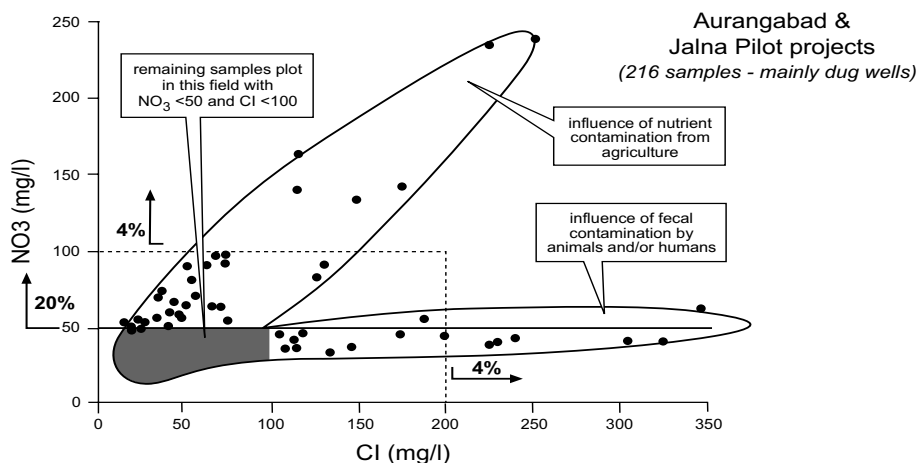 Aurangabad &
Jalna Pilot projects
(216 samples - mainly dug wells)
remaining samples plot
in this field with
NO3 <50 and Cl <100
influence of nutrient
contamination from
agriculture
influence of fecal
contamination by
animals and/or humans
4%
20%
4%
NO3 (mg/l)
250
200
150
100
50
0
0
50
100
150
200
250
300
350
Cl (mg/l)